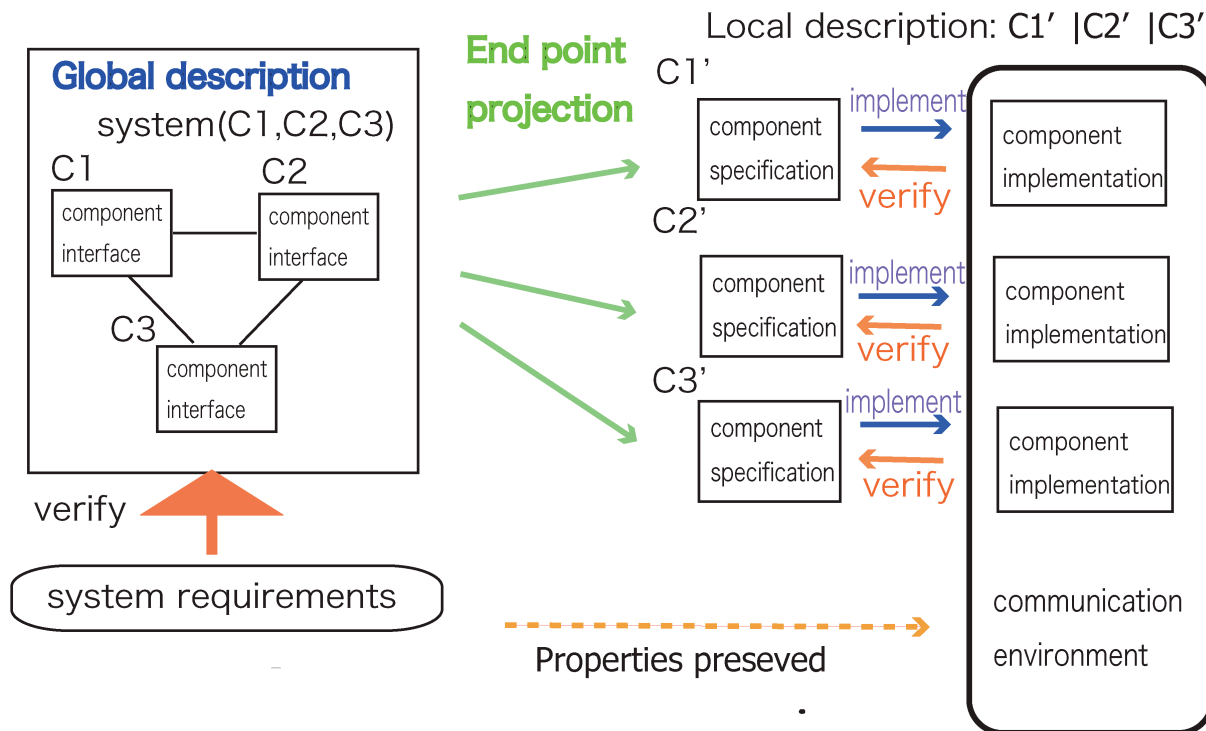 Global description
system(C1,C2,C3)
C1
component
interface
C2
component
interface
C3
component
interface
verify
system requirements
End point
projection
Local description: C1' |C2' |C3'
C1'
component
specification
implement
verify
component
implementation
C2'
component
specification
implement
verify
component
implementation
C3'
component
specification
implement
verify
component
implementation
communication
environment
Properties preseved